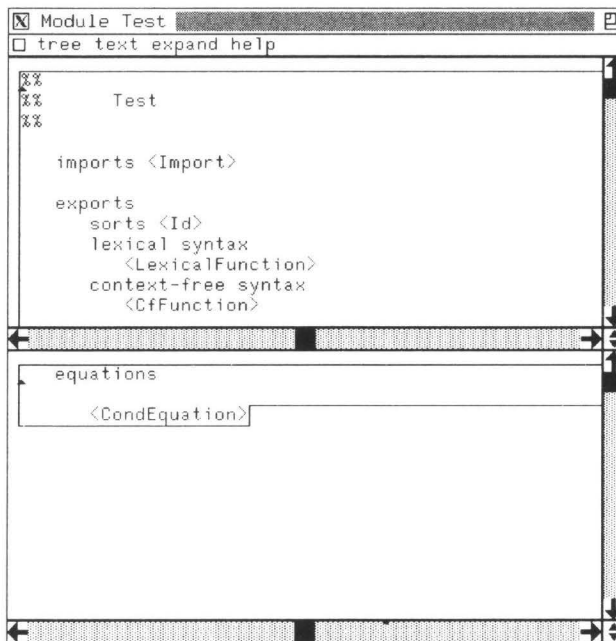 X Module Test
tree text expand help
%%
%% Test
%%
imports <Import>
exports
sorts <Id>
lexical syntax
<LexicalFunction>
context-free syntax
<CfFunction>
equations
<CondEquation>